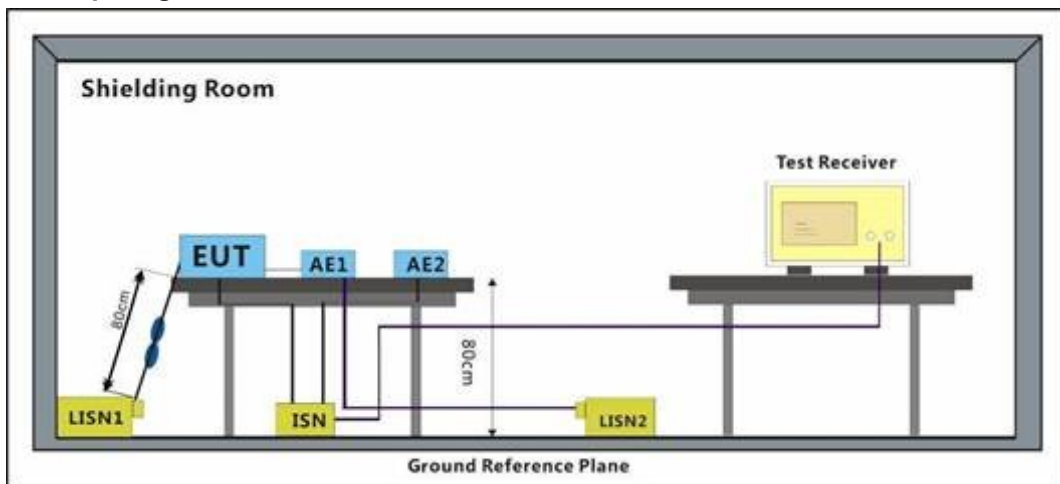 Shielding Room
Test Receiver
EUT
AE1
AE2
80cm
80cm
LISN1
ISN
LISN2
Ground Reference Plane